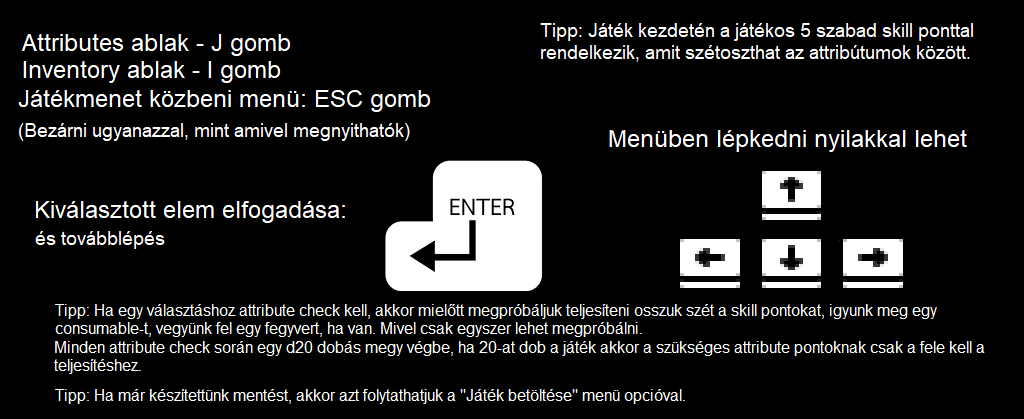 Attributes ablak - J gomb
Inventory ablak - I gomb
Játékmenet közbeni menü: ESC gomb
(Bezárni ugyanazzal, mint amivel megnyithatók)
Tipp: Játék kezdetén a játékos 5 szabad skill ponttal
rendelkezik, amit szétoszthat az attribútumok között.
Menüben lépkedni nyilakkal lehet
Kiválasztott elem elfogadása:
és továbblépés
ENTER
Tipp: Ha egy választáshoz attribute check kell, akkor mielőtt megpróbáljuk teljesíteni osszuk szét a skill pontokat, igyunk meg egy
consumable-t, vegyünk fel egy fegyvert, ha van. Mivel csak egyszer lehet megpróbálni.
Minden attribute check során egy d20 dobás megy végbe, ha 20-at dob a játék akkor a szükséges attribute pontoknak csak a fele kell a
teljesítéshez.
Tipp: Ha már készítettünk mentést, akkor azt folytathatjuk a "Játék betöltése" menü opcióval.